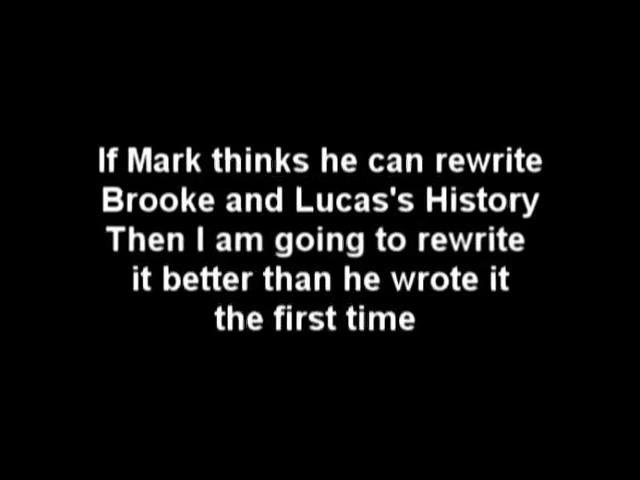 If Mark thinks he can rewrite
Brooke and Lucas's History
Then I am going to rewrite
it better than he wrote it
the first time